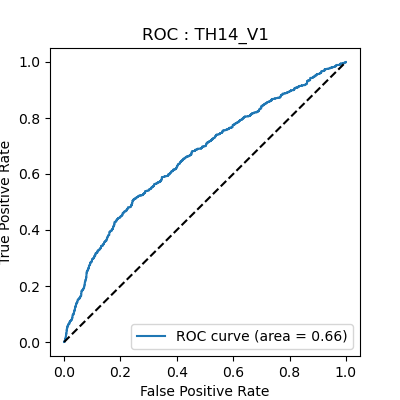 ROC : TH14_V1
1.0
0.8
0.6
0.4
0.2
0.0
True Positive Rate
ROC curve (area = 0.66)
0.0 0.2 0.4 0.6 0.8 1.0
False Positive Rate